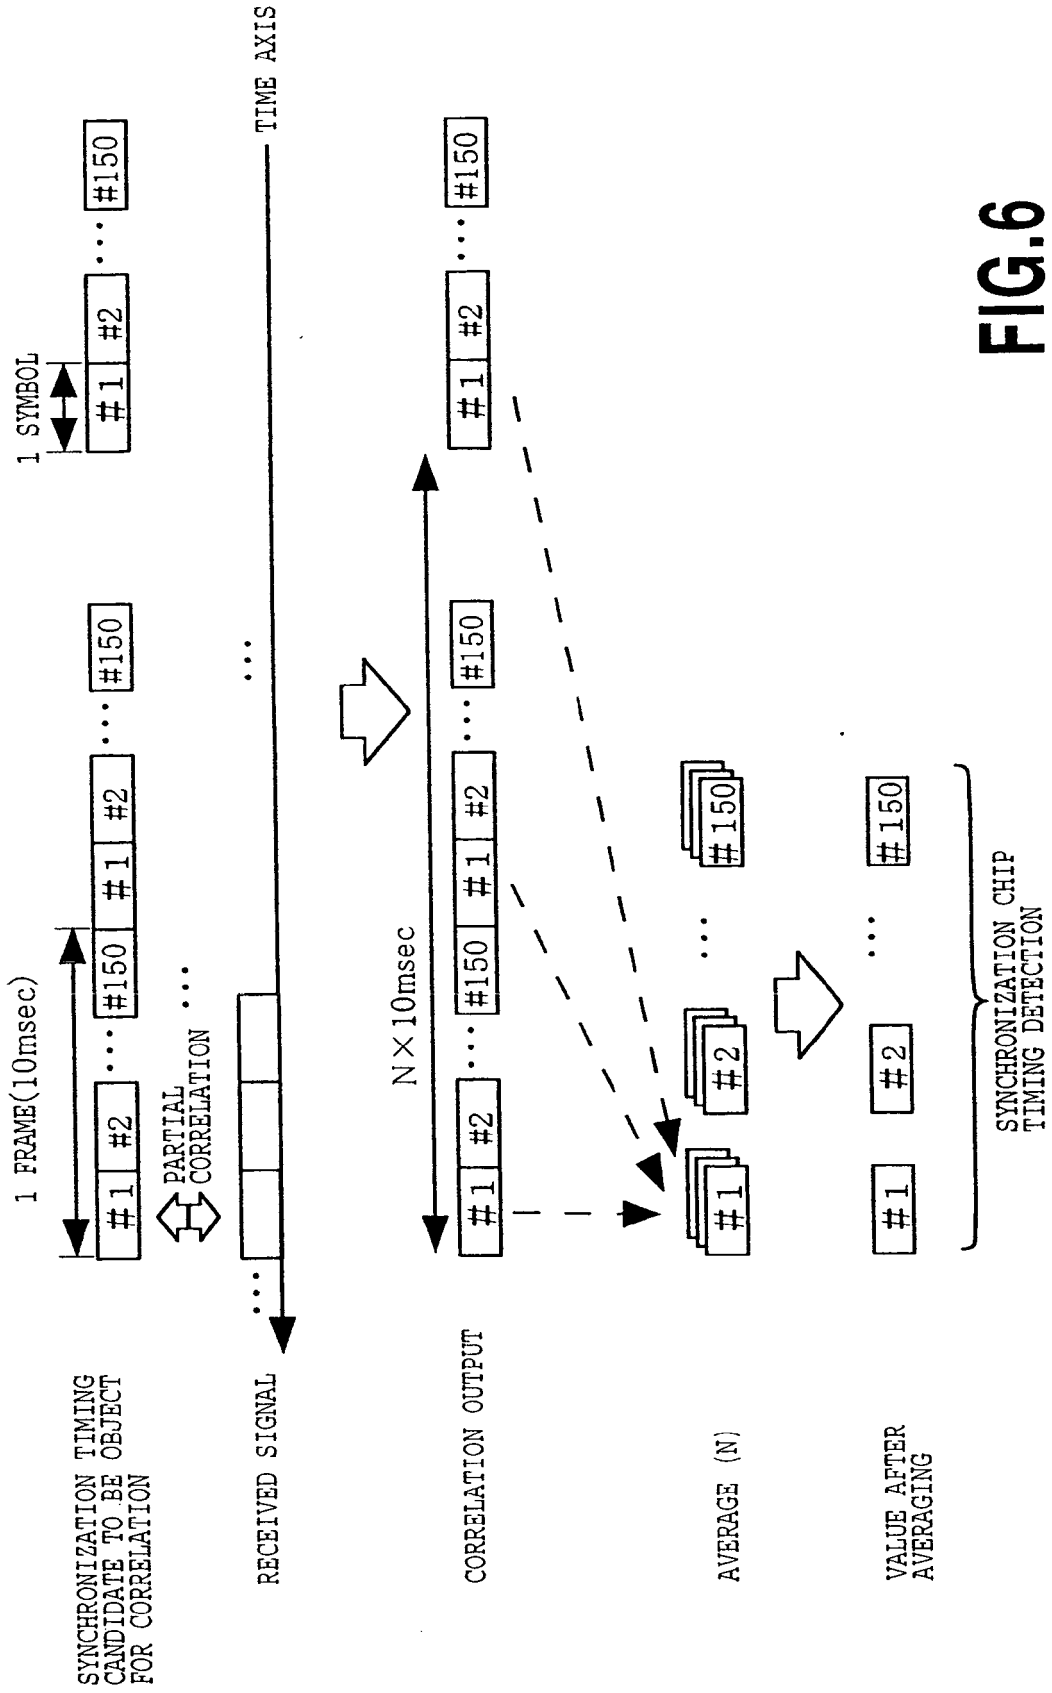 1 FRAME(10msec)
1 SYMBOL
SYNCHRONIZATION TIMING
CANDIDATE TO BE OBJECT
FOR CORRELATION
#1 #2 ... #150 #1 #2 ... #150 #1 #2 ... #150
PARTIAL
CORRELATION
...
RECEIVED SIGNAL
... ...
TIME AXIS
N×10msec
CORRELATION OUTPUT
#1 #2 ... #150 #1 #2 ... #150 #1 #2 ... #150
AVERAGE (N)
#1 #2 ... #150
VALUE AFTER
AVERAGING
#1 #2 ... #150
SYNCHRONIZATION CHIP
TIMING DETECTION
FIG.6